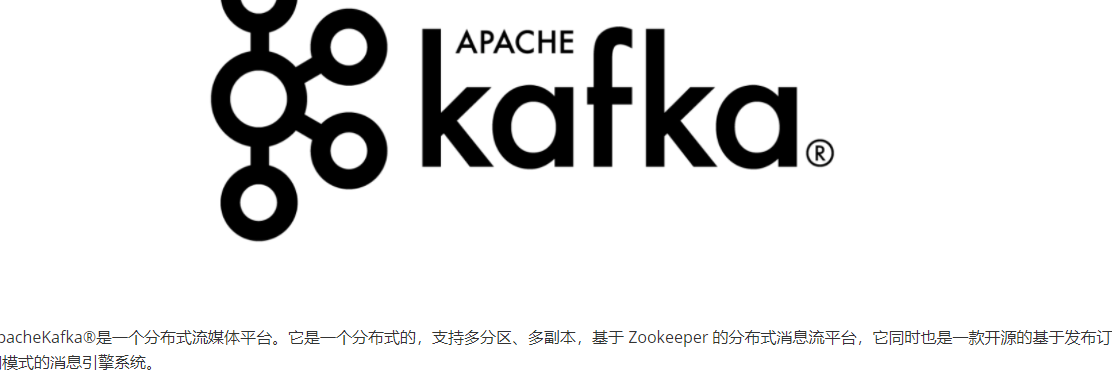 APACHE
kafka®
pacheKafka®是一个分布式流媒体平台。它是一个分布式的，支持多分区、多副本，基于 Zookeeper 的分布式消息流平台，它同时也是一款开源的基于发布订
模式的消息引擎系统。